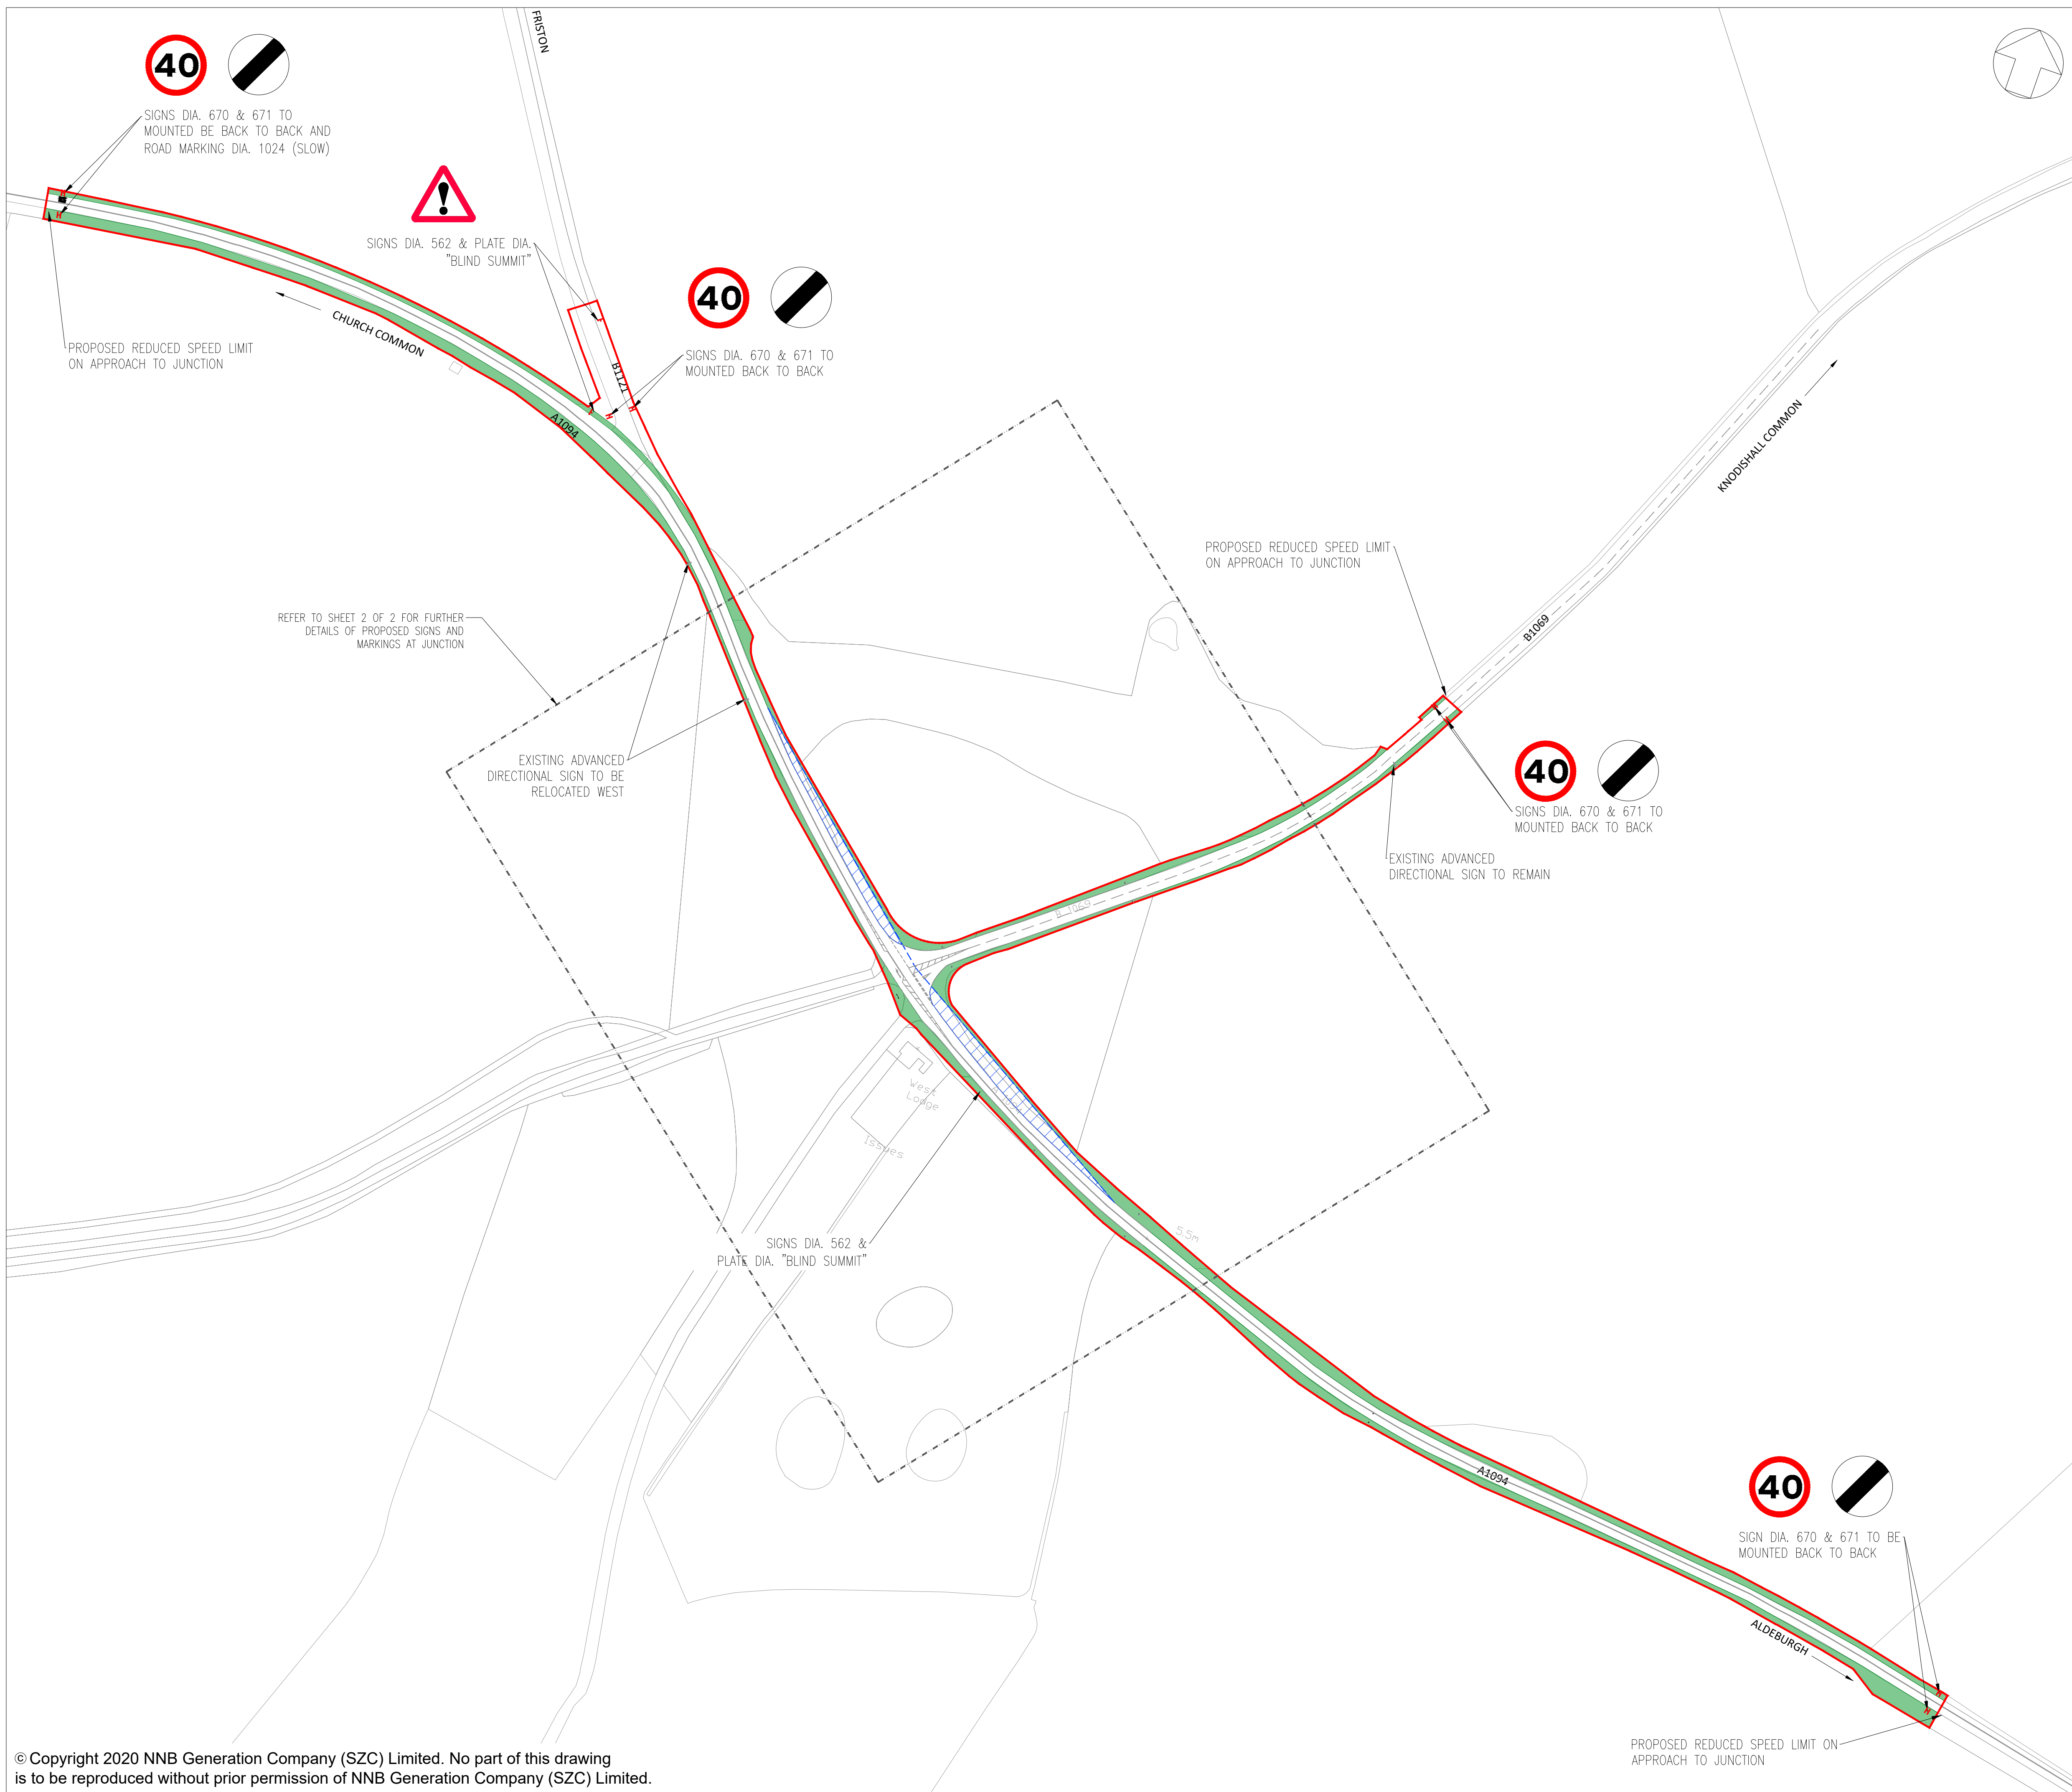 FRISTON
40
SIGNS DIA. 670 & 671 TO
MOUNTED BE BACK TO BACK AND
ROAD MARKING DIA. 1024 (SLOW)
!
SIGNS DIA. 562 & PLATE DIA.
"BLIND SUMMIT"
40
SIGNS DIA. 670 & 671 TO
MOUNTED BACK TO BACK
PROPOSED REDUCED SPEED LIMIT
ON APPROACH TO JUNCTION
CHURCH COMMON
B1121
A1094
KNODISHALL COMMON
PROPOSED REDUCED SPEED LIMIT
ON APPROACH TO JUNCTION
REFER TO SHEET 2 OF 2 FOR FURTHER
DETAILS OF PROPOSED SIGNS AND
MARKINGS AT JUNCTION
B1069
EXISTING ADVANCED
DIRECTIONAL SIGN TO BE
RELOCATED WEST
40
SIGNS DIA. 670 & 671 TO
MOUNTED BACK TO BACK
EXISTING ADVANCED
DIRECTIONAL SIGN TO REMAIN
B 1069
West
Lodge
Issues
SIGNS DIA. 562 &
PLATE DIA. "BLIND SUMMIT"
5.5m
A1094
40
SIGN DIA. 670 & 671 TO BE
MOUNTED BACK TO BACK
ALDEBURGH
PROPOSED REDUCED SPEED LIMIT ON
APPROACH TO JUNCTION
© Copyright 2020 NNB Generation Company (SZC) Limited. No part of this drawing
is to be reproduced without prior permission of NNB Generation Company (SZC) Limited.